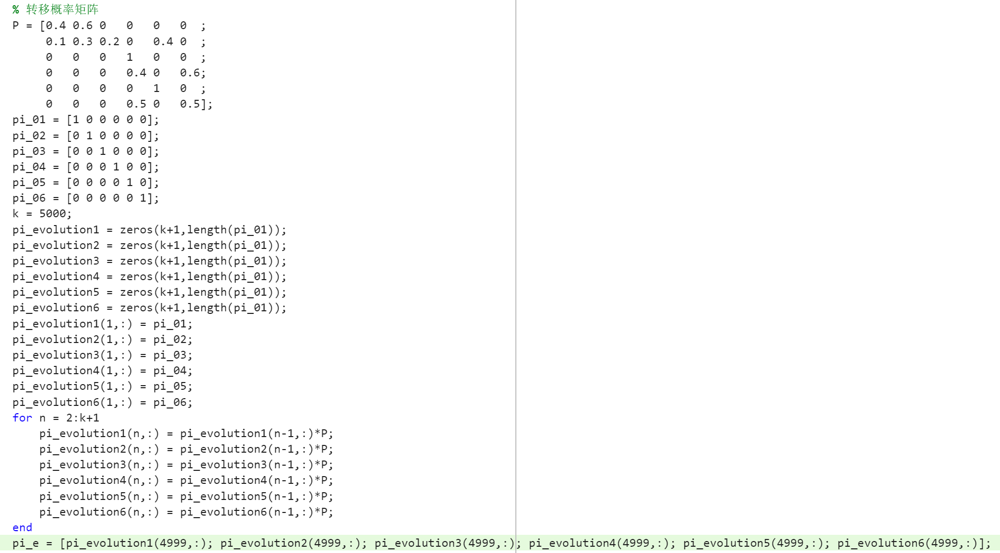 % 转移概率矩阵
P = [0.4 0.6 0   0   0   0  ;
     0.1 0.3 0.2 0   0.4 0  ;
     0   0   0   1   0   0  ;
     0   0   0   0.4 0   0.6;
     0   0   0   0   1   0  ;
     0   0   0   0.5 0   0.5];
pi_01 = [1 0 0 0 0 0];
pi_02 = [0 1 0 0 0 0];
pi_03 = [0 0 1 0 0 0];
pi_04 = [0 0 0 1 0 0];
pi_05 = [0 0 0 0 1 0];
pi_06 = [0 0 0 0 0 1];
k = 5000;
pi_evolution1 = zeros(k+1,length(pi_01));
pi_evolution2 = zeros(k+1,length(pi_01));
pi_evolution3 = zeros(k+1,length(pi_01));
pi_evolution4 = zeros(k+1,length(pi_01));
pi_evolution5 = zeros(k+1,length(pi_01));
pi_evolution6 = zeros(k+1,length(pi_01));
pi_evolution1(1,:) = pi_01;
pi_evolution2(1,:) = pi_02;
pi_evolution3(1,:) = pi_03;
pi_evolution4(1,:) = pi_04;
pi_evolution5(1,:) = pi_05;
pi_evolution6(1,:) = pi_06;
for n = 2:k+1
    pi_evolution1(n,:) = pi_evolution1(n-1,:)*P;
    pi_evolution2(n,:) = pi_evolution2(n-1,:)*P;
    pi_evolution3(n,:) = pi_evolution3(n-1,:)*P;
    pi_evolution4(n,:) = pi_evolution4(n-1,:)*P;
    pi_evolution5(n,:) = pi_evolution5(n-1,:)*P;
    pi_evolution6(n,:) = pi_evolution6(n-1,:)*P;
end
pi_e = [pi_evolution1(4999,:); pi_evolution2(4999,:); pi_evolution3(4999,:); pi_evolution4(4999,:); pi_evolution5(4999,:); pi_evolution6(4999,:)];